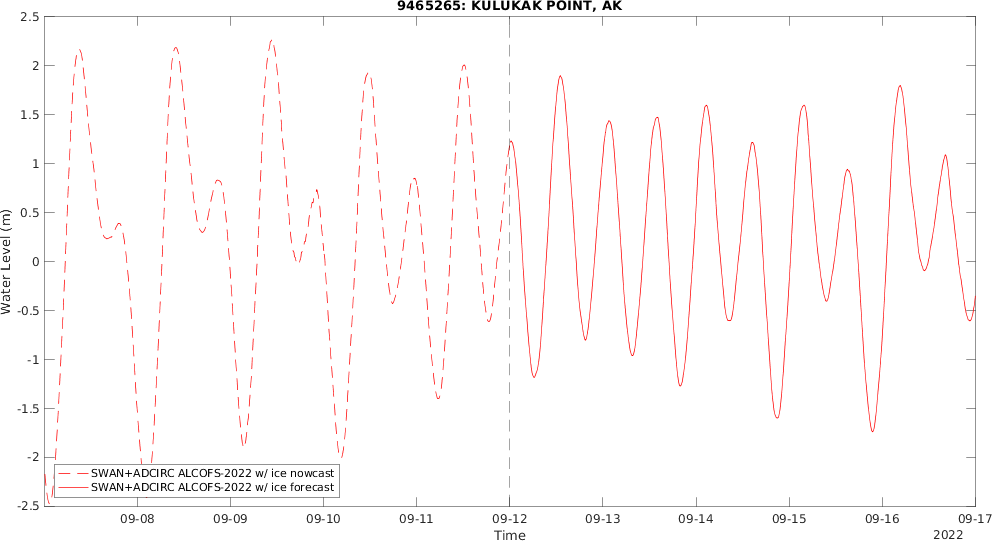 9465265: KULUKAK POINT, AK
2.5
2
1.5
1
0.5
0
-0.5
-1
-1.5
-2
-2.5
Water Level (m)
SWAN+ADCIRC ALCOFS-2022 w/ ice nowcast
SWAN+ADCIRC ALCOFS-2022 w/ ice forecast
09-08 09-09 09-10 09-11 09-12 09-13 09-14 09-15 09-16 09-17
Time
2022